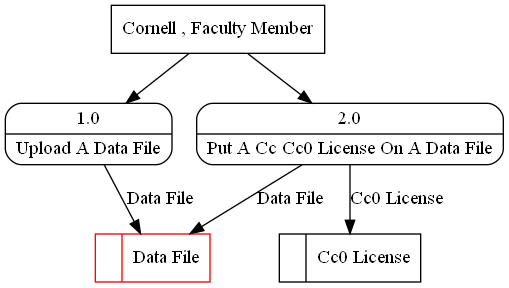 Cornell , Faculty Member
1.0
Upload A Data File
2.0
Put A Cc Cc0 License On A Data File
Data File
Data File
Cc0 License
Data File
Cc0 License